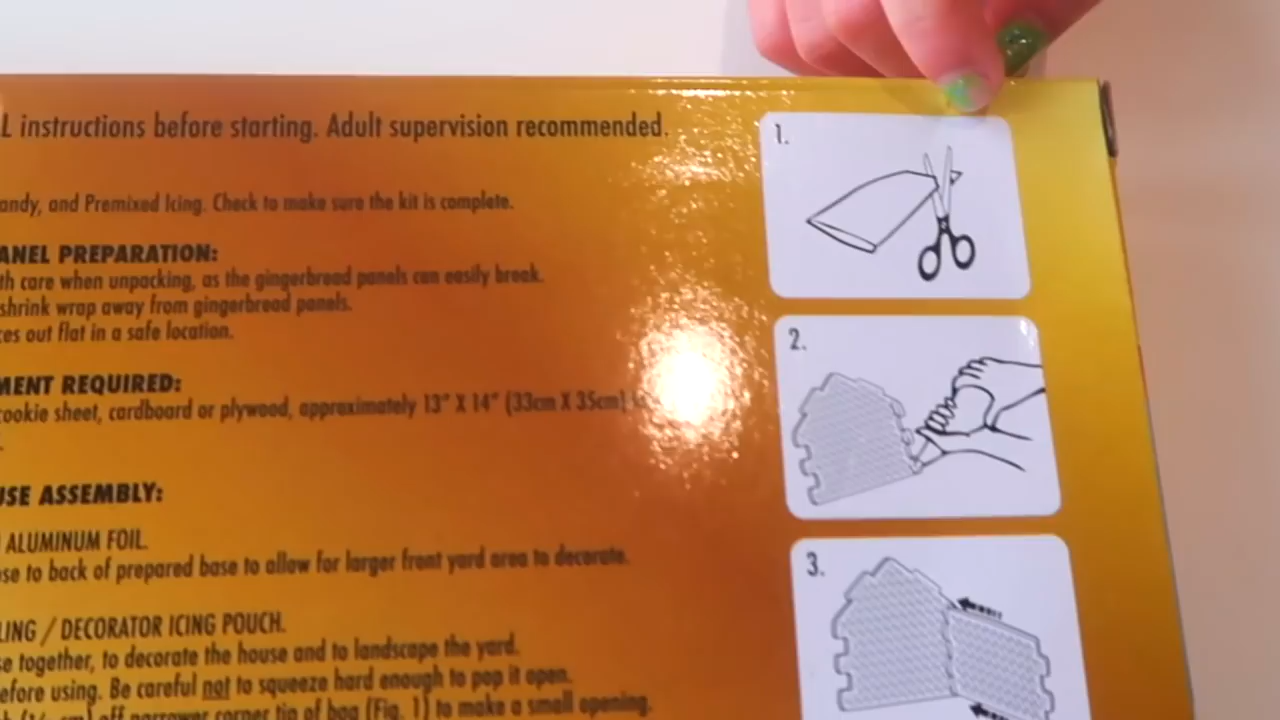 L instructions before starting. Adult supervision recommended.
andy, and Premixed Icing. Check to make sure the kit is complete.
ANEL PREPARATION:
th care when unpacking, as the gingerbread panels can easily break.
shrink wrap away from gingerbread panels.
ces out flat in a safe location.
MENT REQUIRED:
cookie sheet, cardboard or plywood, approximately 13" X 14" (33cm X 35cm)
USE ASSEMBLY:
ALUMINUM FOIL.
se to back of prepared base to allow for larger front yard area to decorate.
LING / DECORATOR ICING POUCH.
se together, to decorate the house and to landscape the yard.
efore using. Be careful not to squeeze hard enough to pop it open.
off narrower corner tip of bag (Fig. 1) to make a small opening.
1.
2.
3.